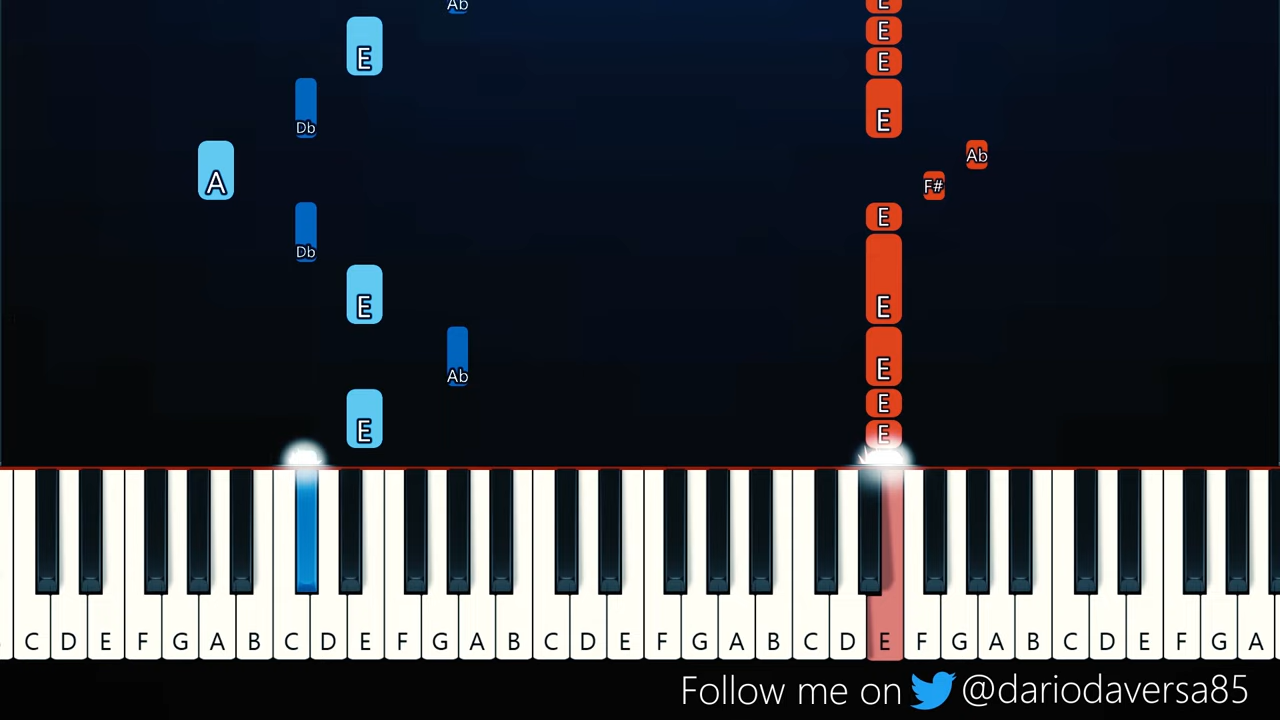 Ab E
E E
E
Db E
A Ab
F#
Db E
E E
Ab E
E E
E
C D E F G A B C D E F G A B C D E F G A B C D E F G A B C D E F G A
Follow me on @dariodaversa85